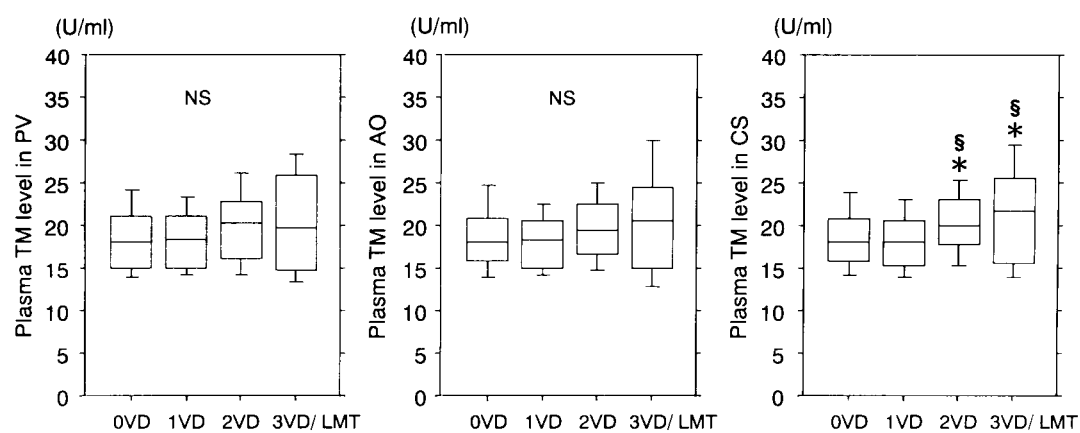 (U/ml)
Plasma TM level in PV
40
35
30
25
20
15
10
5
0
NS
0VD 1VD 2VD 3VD/ LMT
(U/ml)
Plasma TM level in AO
40
35
30
25
20
15
10
5
0
NS
0VD 1VD 2VD 3VD/ LMT
(U/ml)
Plasma TM level in CS
40
35
30
25
20
15
10
5
0
§
*
§
*
0VD 1VD 2VD 3VD/ LMT